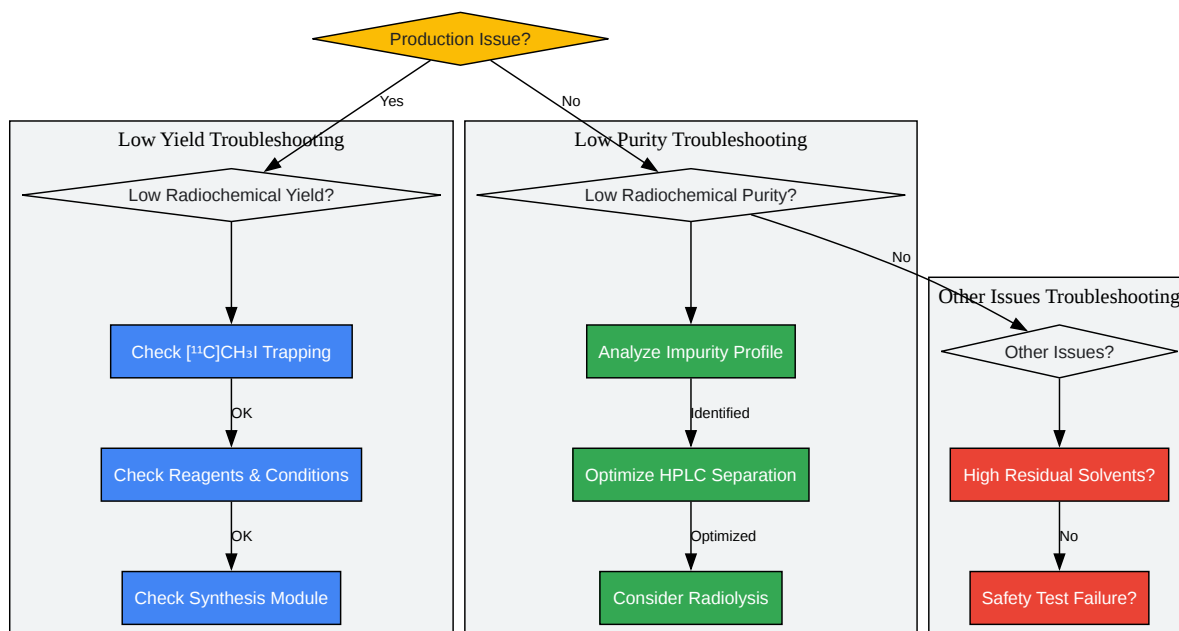 Production Issue?
Yes
No
Low Yield Troubleshooting
Low Purity Troubleshooting
Low Radiochemical Yield?
Low Radiochemical Purity?
No
Other Issues Troubleshooting
Check [¹¹C]CH₃I Trapping
Analyze Impurity Profile
Other Issues?
OK
Identified
Check Reagents & Conditions
Optimize HPLC Separation
High Residual Solvents?
OK
Optimized
No
Check Synthesis Module
Consider Radiolysis
Safety Test Failure?